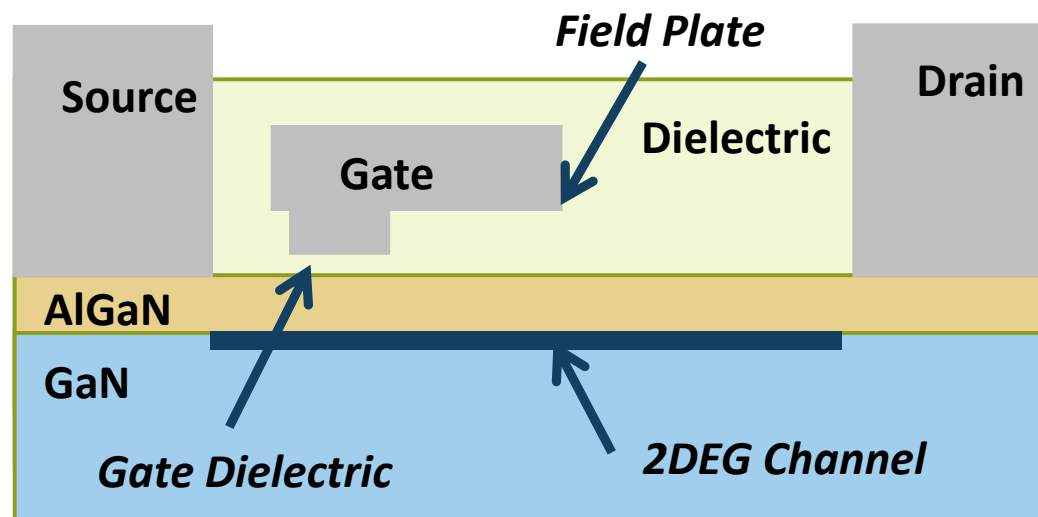 Field Plate
Source
Drain
Dielectric
Gate
AlGaN
GaN
Gate Dielectric
2DEG Channel